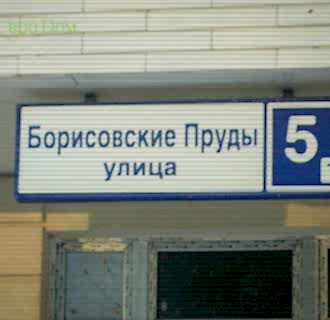 Борисовские Пруды
улица
5